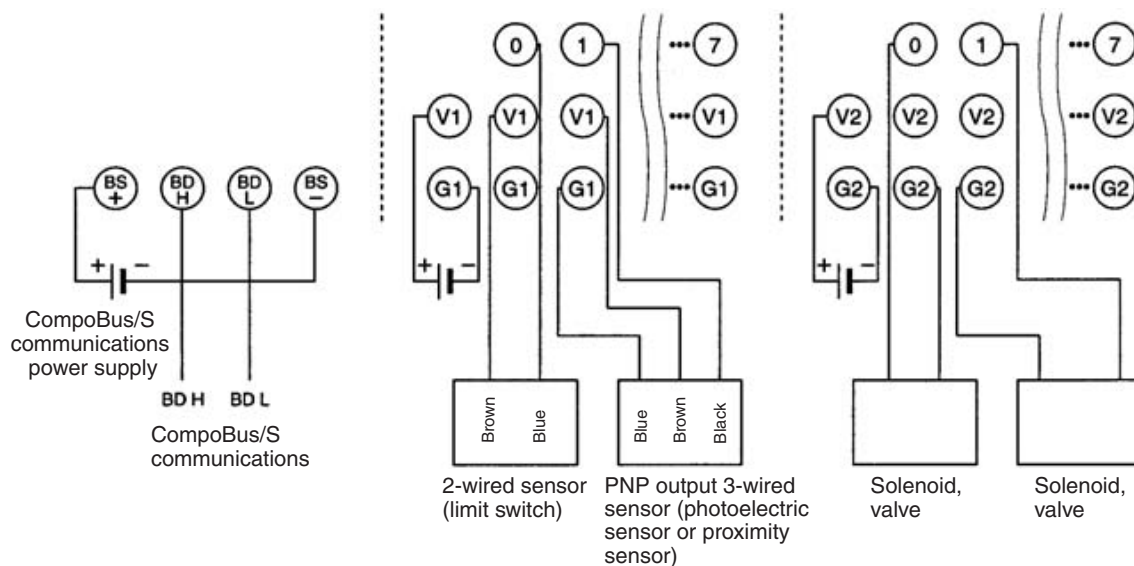 0 1 ••• 7 0 1 ••• 7
V1 V1 V1 ••• V1 V2 V2 V2 ••• V2
BS + BD H BD L BS − G1 G1 G1 ••• G1 G2 G2 G2 ••• G2
+ − + − + −
CompoBus/S
communications
power supply
BD H BD L
CompoBus/S
communications
Brown Blue
Blue Brown Black
2-wired sensor
(limit switch)
PNP output 3-wired
sensor (photoelectric
sensor or proximity
sensor)
Solenoid,
valve
Solenoid,
valve